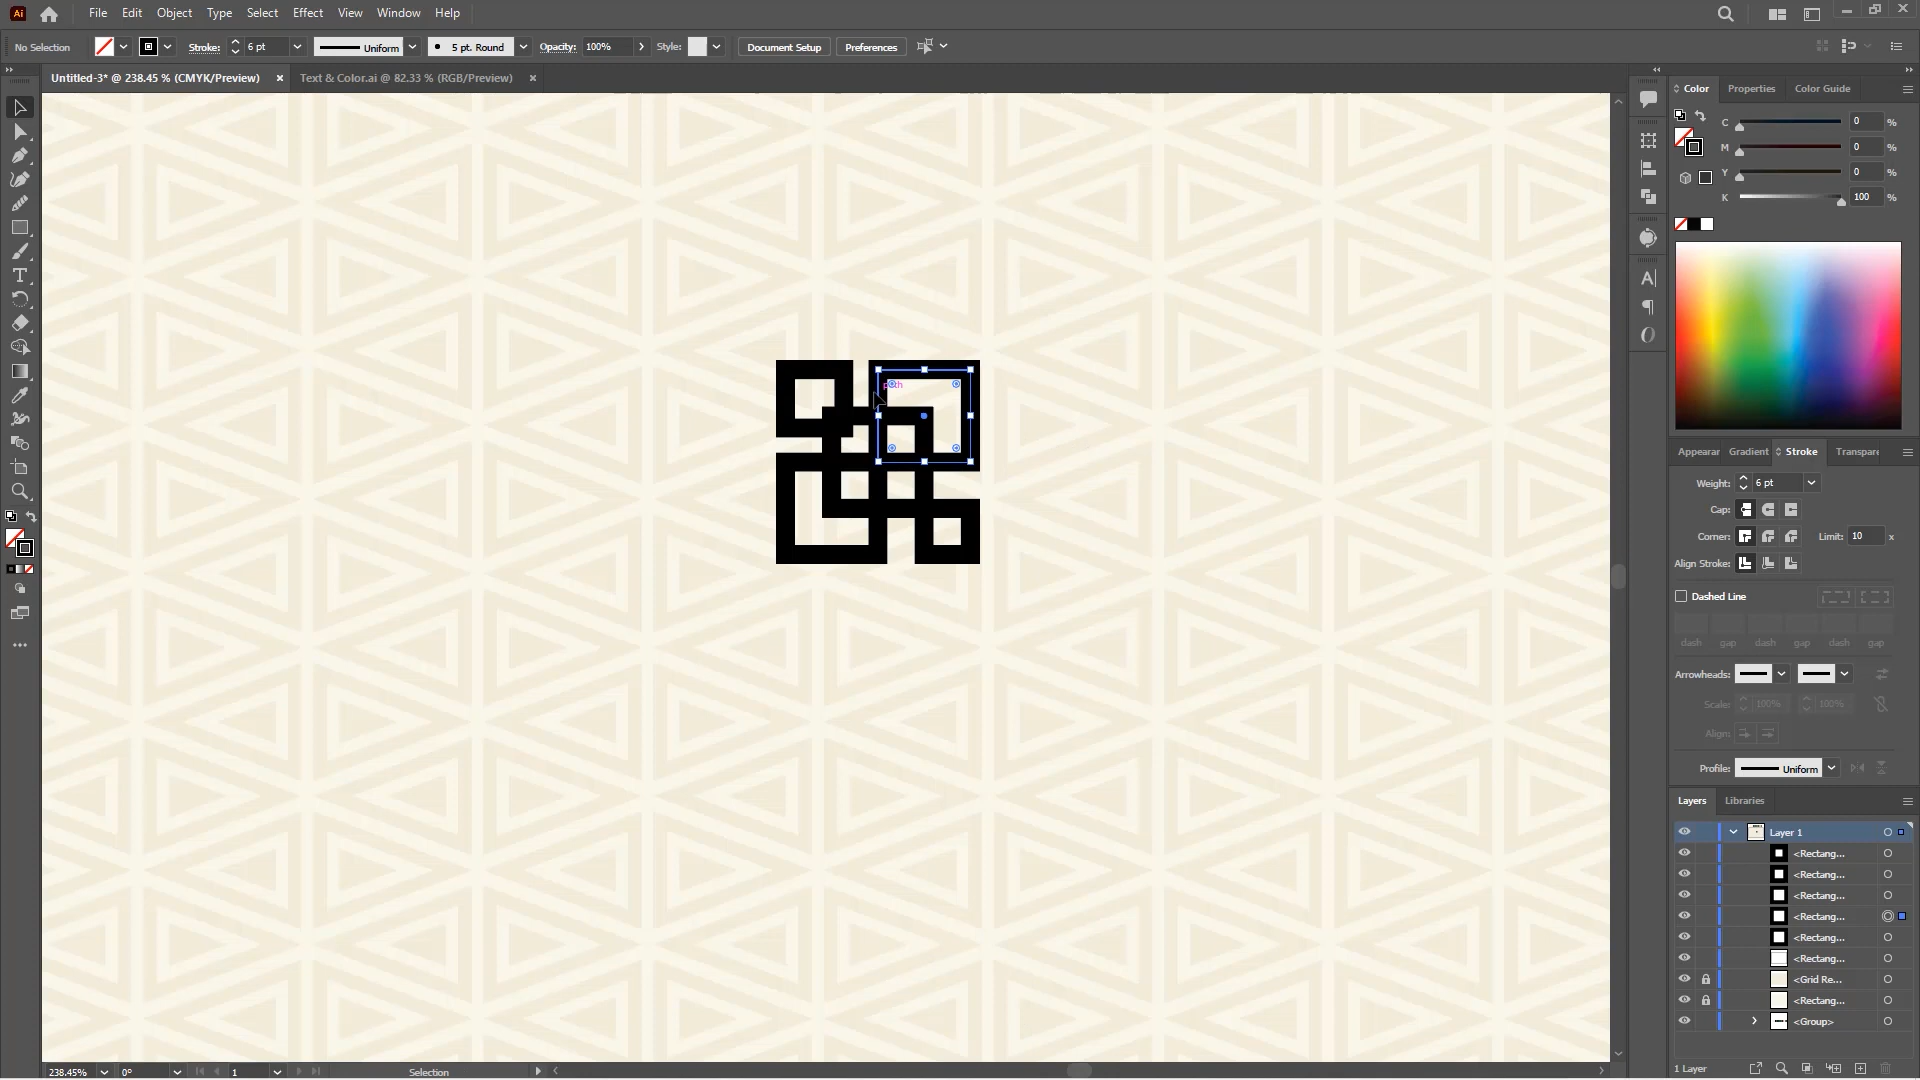 Ai File Edit Object Type Select Effect View Window Help
No Selection Stroke: 6 pt Uniform 5 pt. Round Opacity: 100% Style: Document Setup Preferences
Untitled-3* @ 238.45 % (CMYK/Preview) × Text & Color.ai @ 82.33 % (RGB/Preview) ×
Color Properties Color Guide
C 0 %
M 0 %
Y 0 %
K 100 %
path
Appearar Gradient Stroke Transpare
Weight: 6 pt
Cap:
Corner: Limit: 10 x
Align Stroke:
Dashed Line
dash gap dash gap dash gap
Arrowheads:
Scale: 100% 100%
Align:
Profile: Uniform
Layers Libraries
Layer 1
<Rectang...
<Rectang...
<Rectang...
<Rectang...
<Rectang...
<Rectang...
<Grid Re...
<Rectang...
<Group>
1 Layer
238.45% 0° 1 Selection